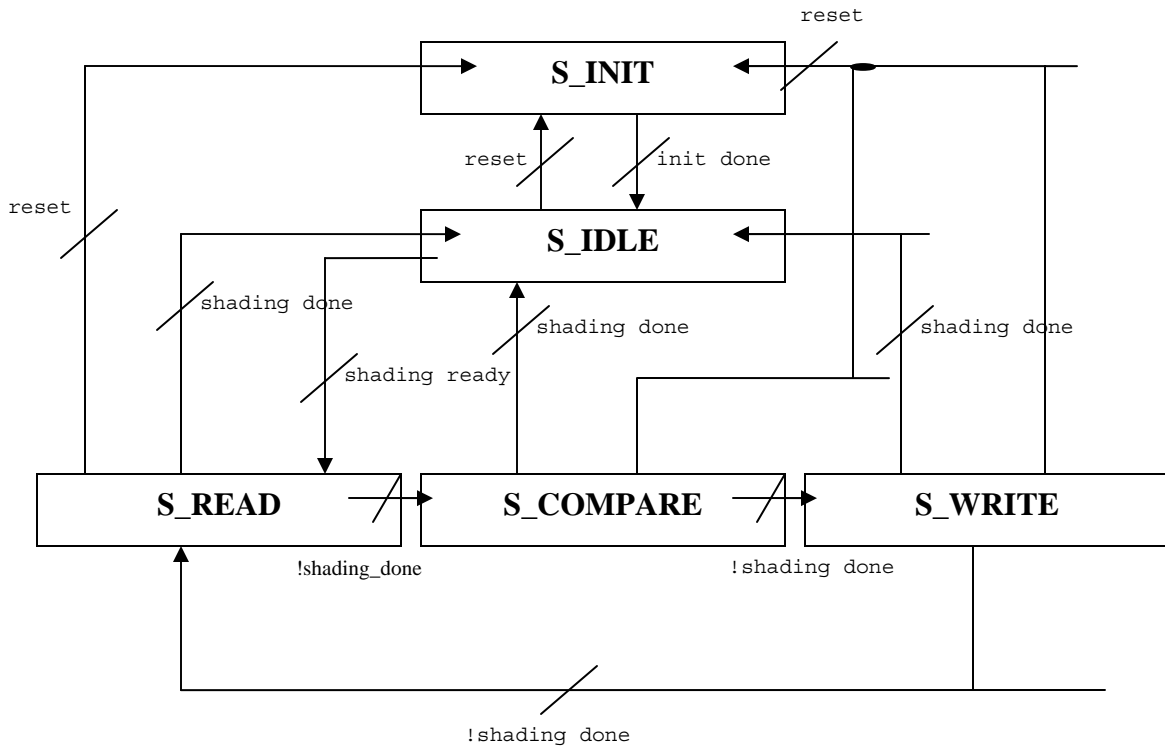 reset
S_INIT
reset
init done
reset
S_IDLE
shading done
shading done
shading done
shading ready
S_READ
S_COMPARE
S_WRITE
!shading_done
!shading done
!shading done